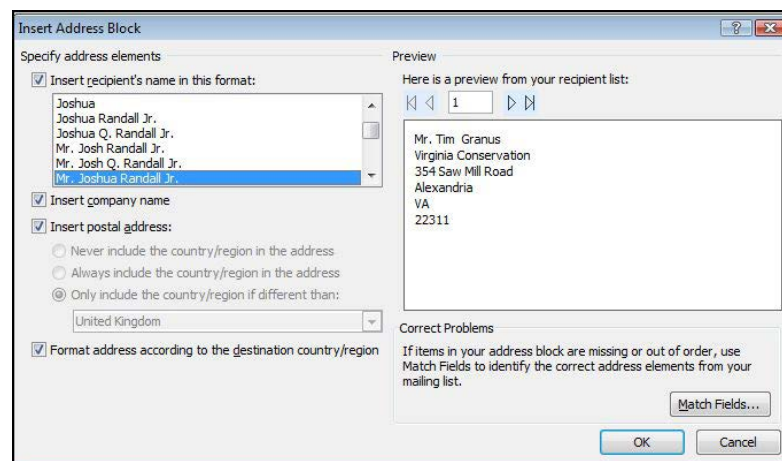 Insert Address Block
Specify address elements
Insert recipient's name in this format:
Joshua
Joshua Randall Jr.
Joshua Q. Randall Jr.
Mr. Josh Randall Jr.
Mr. Josh Q. Randall Jr.
Mr. Joshua Randall Jr.
Insert company name
Insert postal address:
Never include the country/region in the address
Always include the country/region in the address
Only include the country/region if different than:
United Kingdom
Format address according to the destination country/region
Preview
Here is a preview from your recipient list:
1
Mr. Tim Granus
Virginia Conservation
354 Saw Mill Road
Alexandria
VA
22311
Correct Problems
If items in your address block are missing or out of order, use
Match Fields to identify the correct address elements from your
mailing list.
Match Fields...
OK Cancel